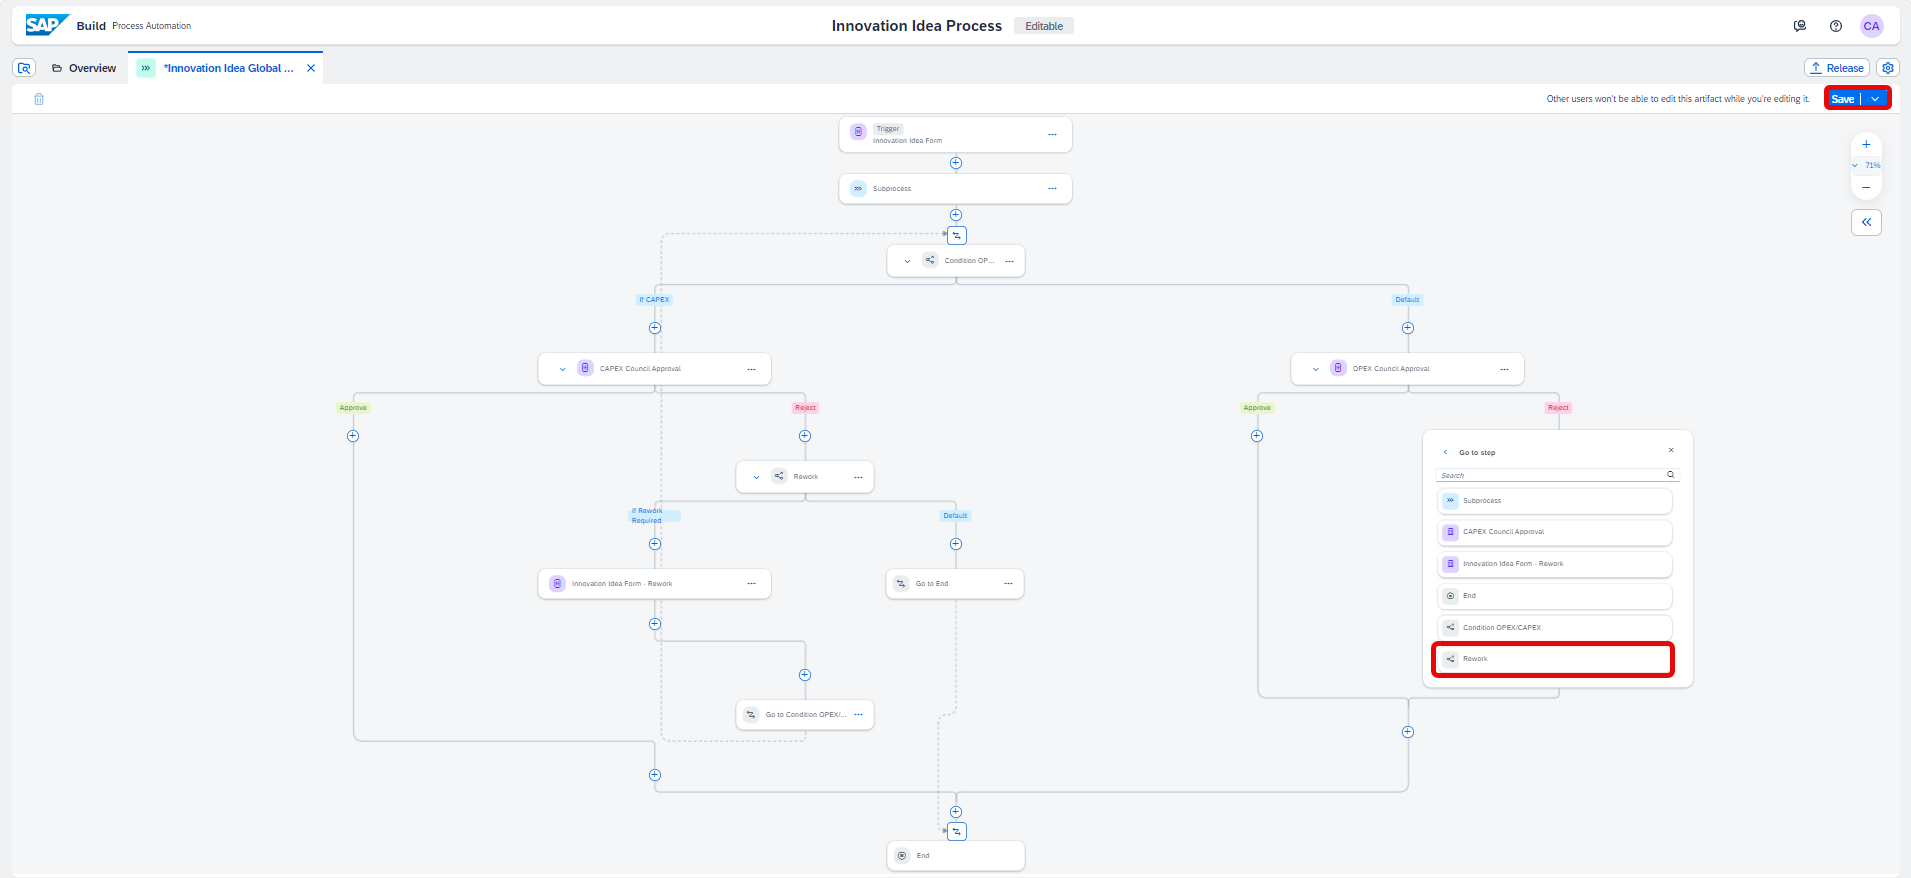 SAP Build Process Automation
Innovation Idea Process Editable
CA
Overview
*Innovation Idea Global ...
Release
Other users won't be able to edit this artifact while you're editing it.
Save
71%
Trigger
Innovation Idea Form
Subprocess
Condition OP...
If CAPEX
Default
CAPEX Council Approval
OPEX Council Approval
Approve
Reject
Approve
Reject
Go to step
Search
Subprocess
CAPEX Council Approval
Innovation Idea Form - Rework
End
Condition OPEX/CAPEX
Rework
Rework
If Rework
Required
Default
Innovation Idea Form - Rework
Go to End
Go to Condition OPEX/...
End